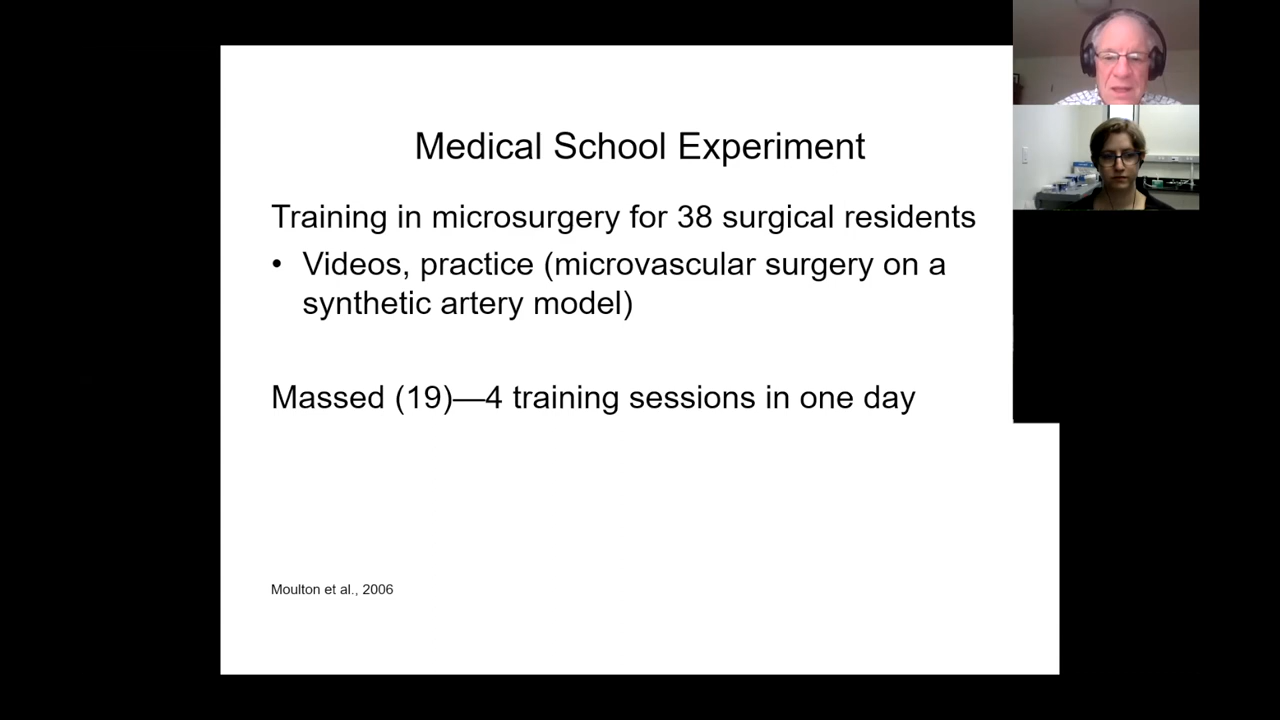 Medical School Experiment
Training in microsurgery for 38 surgical residents
• Videos, practice (microvascular surgery on a
synthetic artery model)
Massed (19)—4 training sessions in one day
Moulton et al., 2006